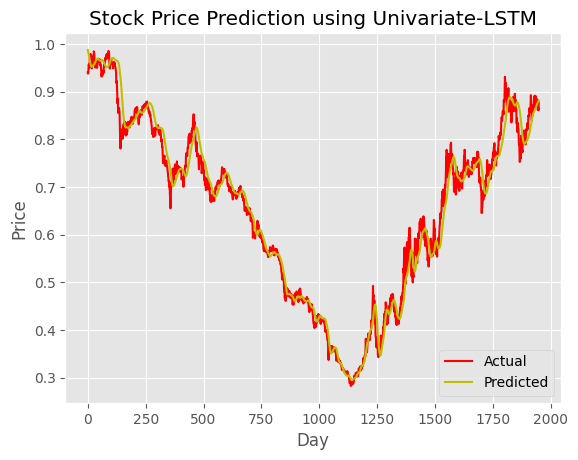 Stock Price Prediction using Univariate-LSTM
1.0
0.9
0.8
0.7
0.6
0.5
0.4
0.3
Price
0 250 500 750 1000 1250 1500 1750 2000
Day
Actual
Predicted